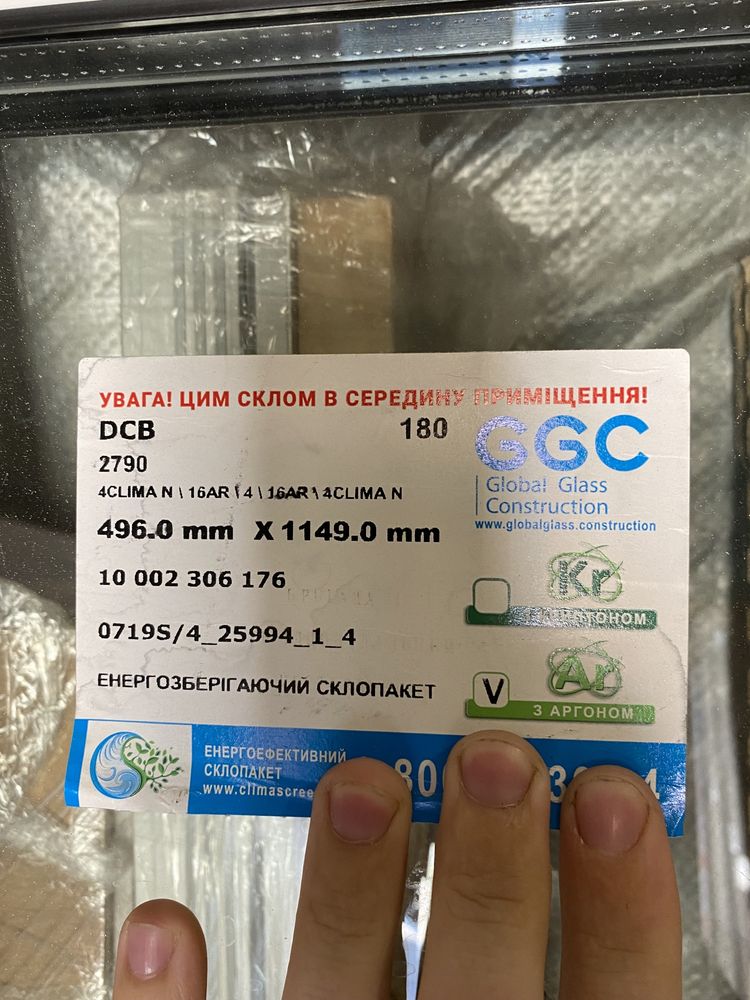 УВАГА! ЦИМ СКЛОМ В СЕРЕДИНУ ПРИМІЩЕННЯ!
DCB 180
2790
4CLIMA N \ 16AR \ 4 \ 16AR \ 4CLIMA N
GGC
Global Glass
Construction
www.globalglass.construction
496.0 mm X 1149.0 mm
10 002 306 176
Kr
0719S/4_25994_1_4
Ar
V
З АРГОНОМ
ЕНЕРГОЗБЕРІГАЮЧИЙ СКЛОПАКЕТ
ЕНЕРГОЕФЕКТИВНИЙ
СКЛОПАКЕТ